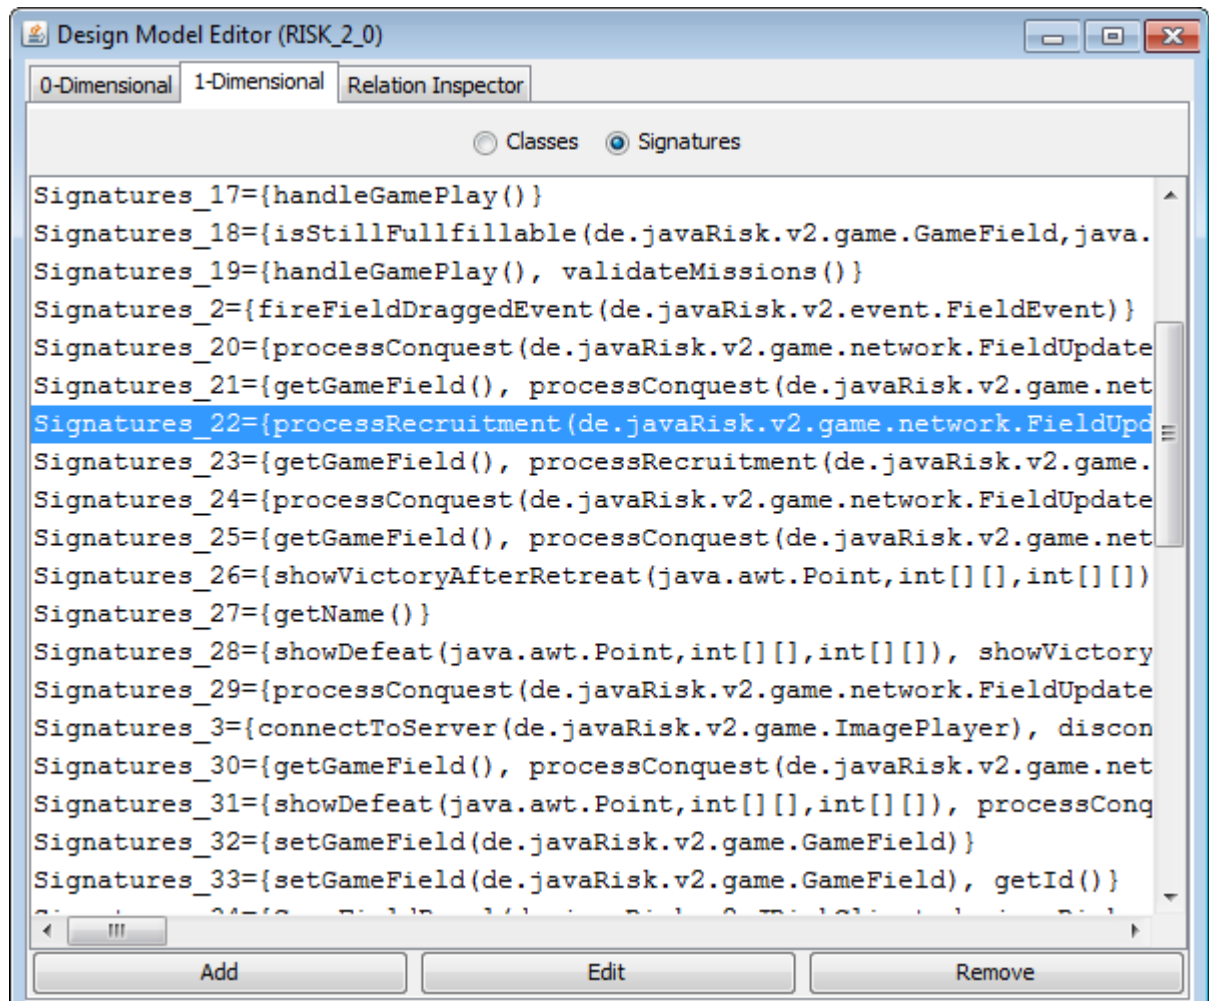 Design Model Editor (RISK_2_0)
0-Dimensional 1-Dimensional Relation Inspector
Classes Signatures
Signatures_17={handleGamePlay()}
Signatures_18={isStillFullfillable(de.javaRisk.v2.game.GameField,java.
Signatures_19={handleGamePlay(), validateMissions()}
Signatures_2={fireFieldDraggedEvent(de.javaRisk.v2.event.FieldEvent)}
Signatures_20={processConquest(de.javaRisk.v2.game.network.FieldUpdate
Signatures_21={getGameField(), processConquest(de.javaRisk.v2.game.net
Signatures_22={processRecruitment(de.javaRisk.v2.game.network.FieldUpd
Signatures_23={getGameField(), processRecruitment(de.javaRisk.v2.game.
Signatures_24={processConquest(de.javaRisk.v2.game.network.FieldUpdate
Signatures_25={getGameField(), processConquest(de.javaRisk.v2.game.net
Signatures_26={showVictoryAfterRetreat(java.awt.Point,int[][],int[][])
Signatures_27={getName()}
Signatures_28={showDefeat(java.awt.Point,int[][],int[][]), showVictory
Signatures_29={processConquest(de.javaRisk.v2.game.network.FieldUpdate
Signatures_3={connectToServer(de.javaRisk.v2.game.ImagePlayer), discon
Signatures_30={getGameField(), processConquest(de.javaRisk.v2.game.net
Signatures_31={showDefeat(java.awt.Point,int[][],int[][]), processConq
Signatures_32={setGameField(de.javaRisk.v2.game.GameField)}
Signatures_33={setGameField(de.javaRisk.v2.game.GameField), getId()}
Add Edit Remove